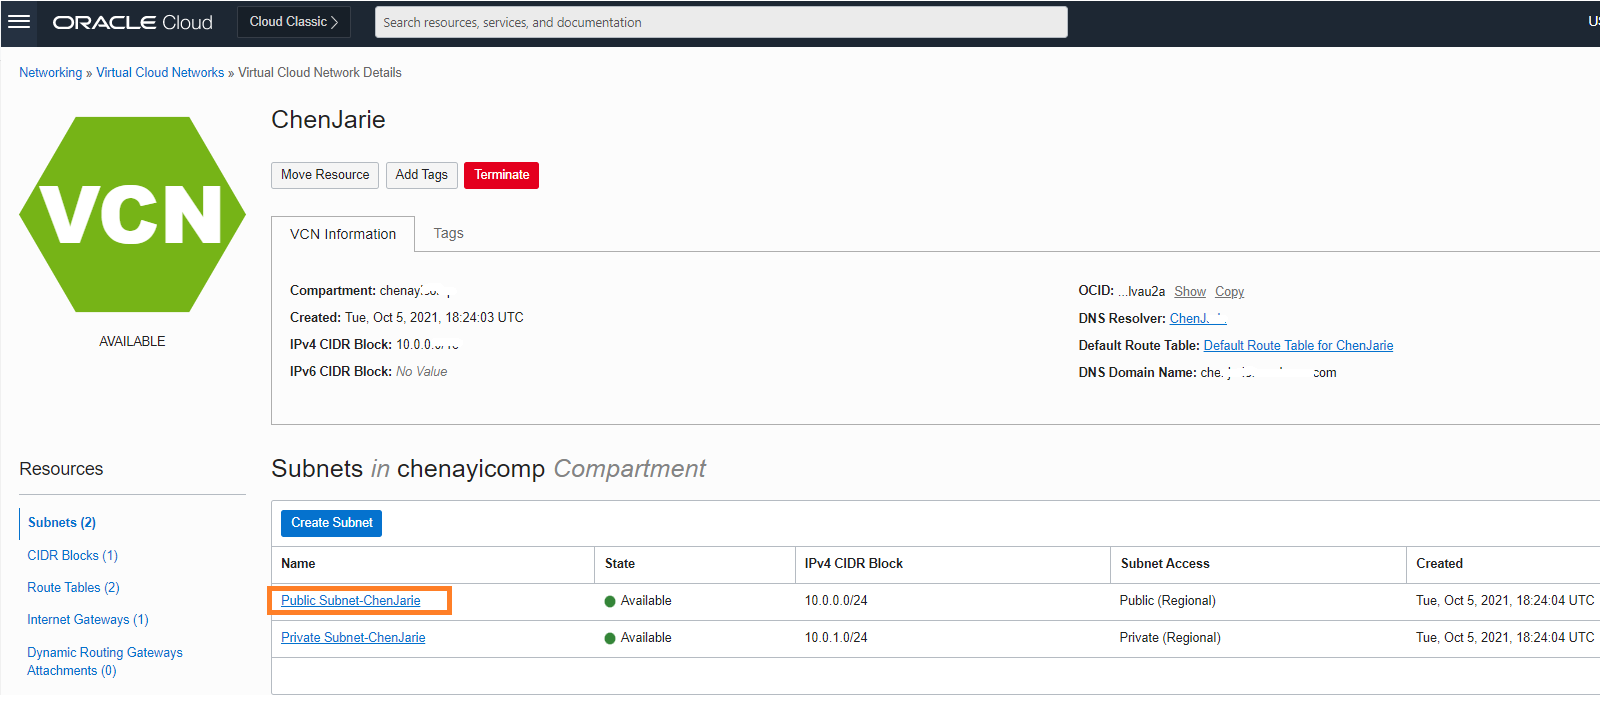 ORACLE Cloud
Cloud Classic
Search resources, services, and documentation
Networking » Virtual Cloud Networks » Virtual Cloud Network Details
VCN
AVAILABLE
ChenJarie
Move Resource
Add Tags
Terminate
VCN Information
Tags
Compartment:
Created: Tue, Oct 5, 2021, 18:24:03 UTC
IPv4 CIDR Block: 10.0.0.
IPv6 CIDR Block: No Value
OCID: ...lvau2a Show Copy
DNS Resolver: ChenJ
Default Route Table: Default Route Table for ChenJarie
DNS Domain Name: che com
Resources
Subnets (2)
CIDR Blocks (1)
Route Tables (2)
Internet Gateways (1)
Dynamic Routing Gateways
Attachments (0)
Subnets in chenayicomp Compartment
Create Subnet
Name State IPv4 CIDR Block Subnet Access Created
Public Subnet-ChenJarie Available 10.0.0.0/24 Public (Regional) Tue, Oct 5, 2021, 18:24:04 UTC
Private Subnet-ChenJarie Available 10.0.1.0/24 Private (Regional) Tue, Oct 5, 2021, 18:24:04 UTC